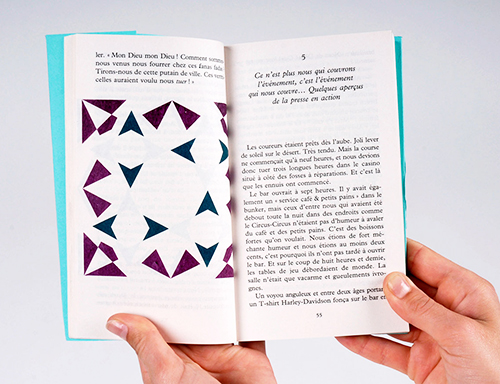 ler. « Mon Dieu mon Dieu ! Comment sommes-
nous venus nous fourrer chez ces
Tirons-nous de cette putain de ville. Ces
auraient voulu nous tuer ! »
5
Ce n'est plus nous qui couvrons
l'événement, c'est l'événement
qui nous couvre... Quelques aperçus
de la presse en action
Les coureurs étaient prêts dès l'aube. Joli lever
de soleil sur le désert. Très tendu. Mais la course
ne commençait qu'à neuf heures, et nous devions
donc tuer trois longues heures dans le casino
situé à côté des fosses à réparations. Et c'est là
que les ennuis ont commencé.
Le bar ouvrait à sept heures. Il y avait éga-
lement un « service café & petits pains » dans le
bunker, mais ceux d'entre nous qui avaient été
debout toute la nuit dans des endroits comme
le Circus-Circus n'étaient pas d'humeur à avaler
du café et des petits pains. C'est des boissons
fortes qu'on voulait. Nous étions de fort mé-
chante humeur et nous étions au moins deux
cents, c'est pourquoi ils n'ont pas tardé à ouvrir
le bar. Et sur le coup de huit heures et demie,
les tables de jeu débordaient de monde. La
salle n'était que vacarme et gueulements ivro-
gnes.
Un voyou anguleux et entre deux âges portant
un T-shirt Harley-Davidson fonça sur le bar et
55